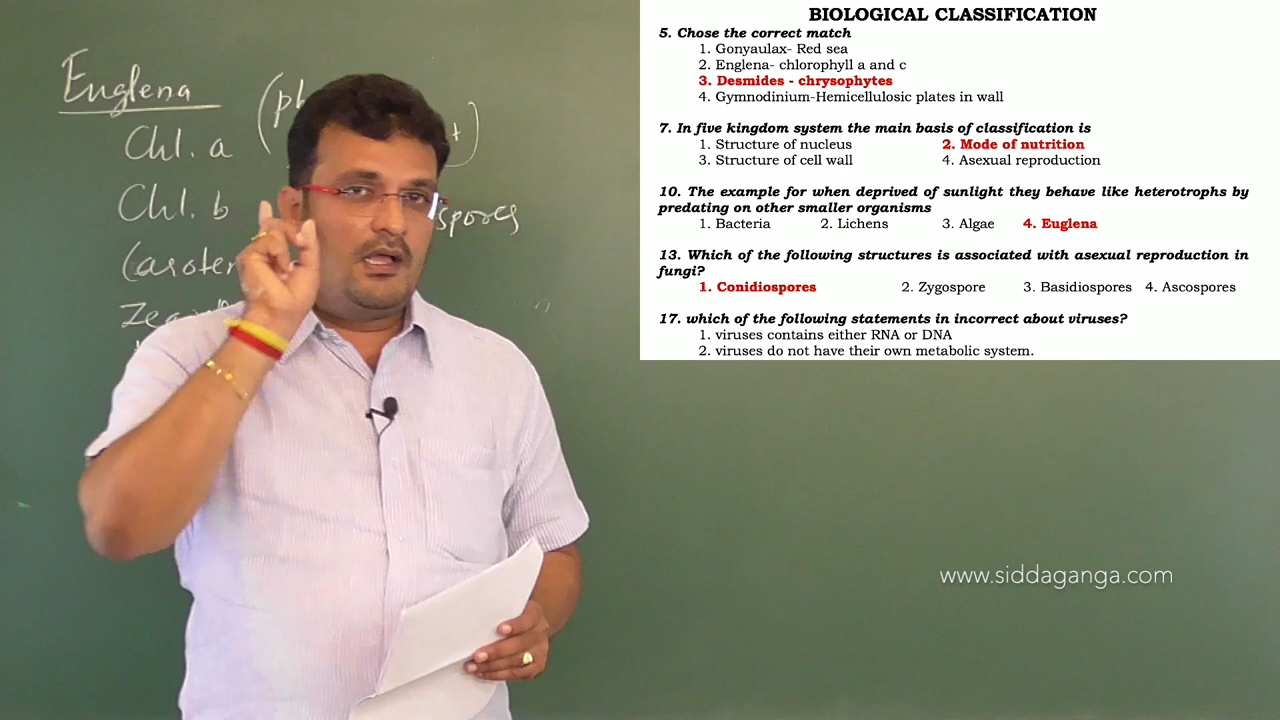 BIOLOGICAL CLASSIFICATION
5. Chose the correct match
1. Gonyaulax- Red sea
2. Englena- chlorophyll a and c
3. Desmides - chrysophytes
4. Gymnodinium-Hemicellulosic plates in wall
7. In five kingdom system the main basis of classification is
1. Structure of nucleus 2. Mode of nutrition
3. Structure of cell wall 4. Asexual reproduction
10. The example for when deprived of sunlight they behave like heterotrophs by
predating on other smaller organisms
1. Bacteria 2. Lichens 3. Algae 4. Euglena
13. Which of the following structures is associated with asexual reproduction in
fungi?
1. Conidiospores 2. Zygospore 3. Basidiospores 4. Ascospores
17. which of the following statements in incorrect about viruses?
1. viruses contains either RNA or DNA
2. viruses do not have their own metabolic system.
Euglena
Chl. a
Chl. b
spores
www.siddaganga.com